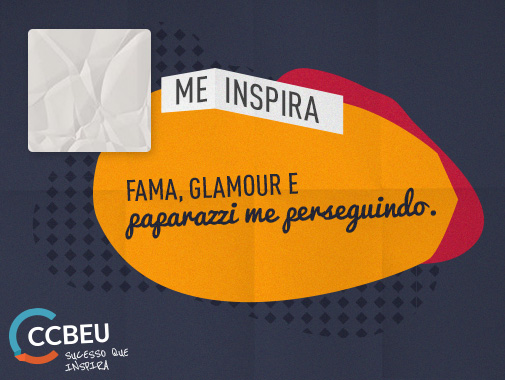 ME INSPIRA
FAMA, GLAMOUR E
paparazzi me perseguindo.
CCBEU
SUCESSO QUE
INSPIRA